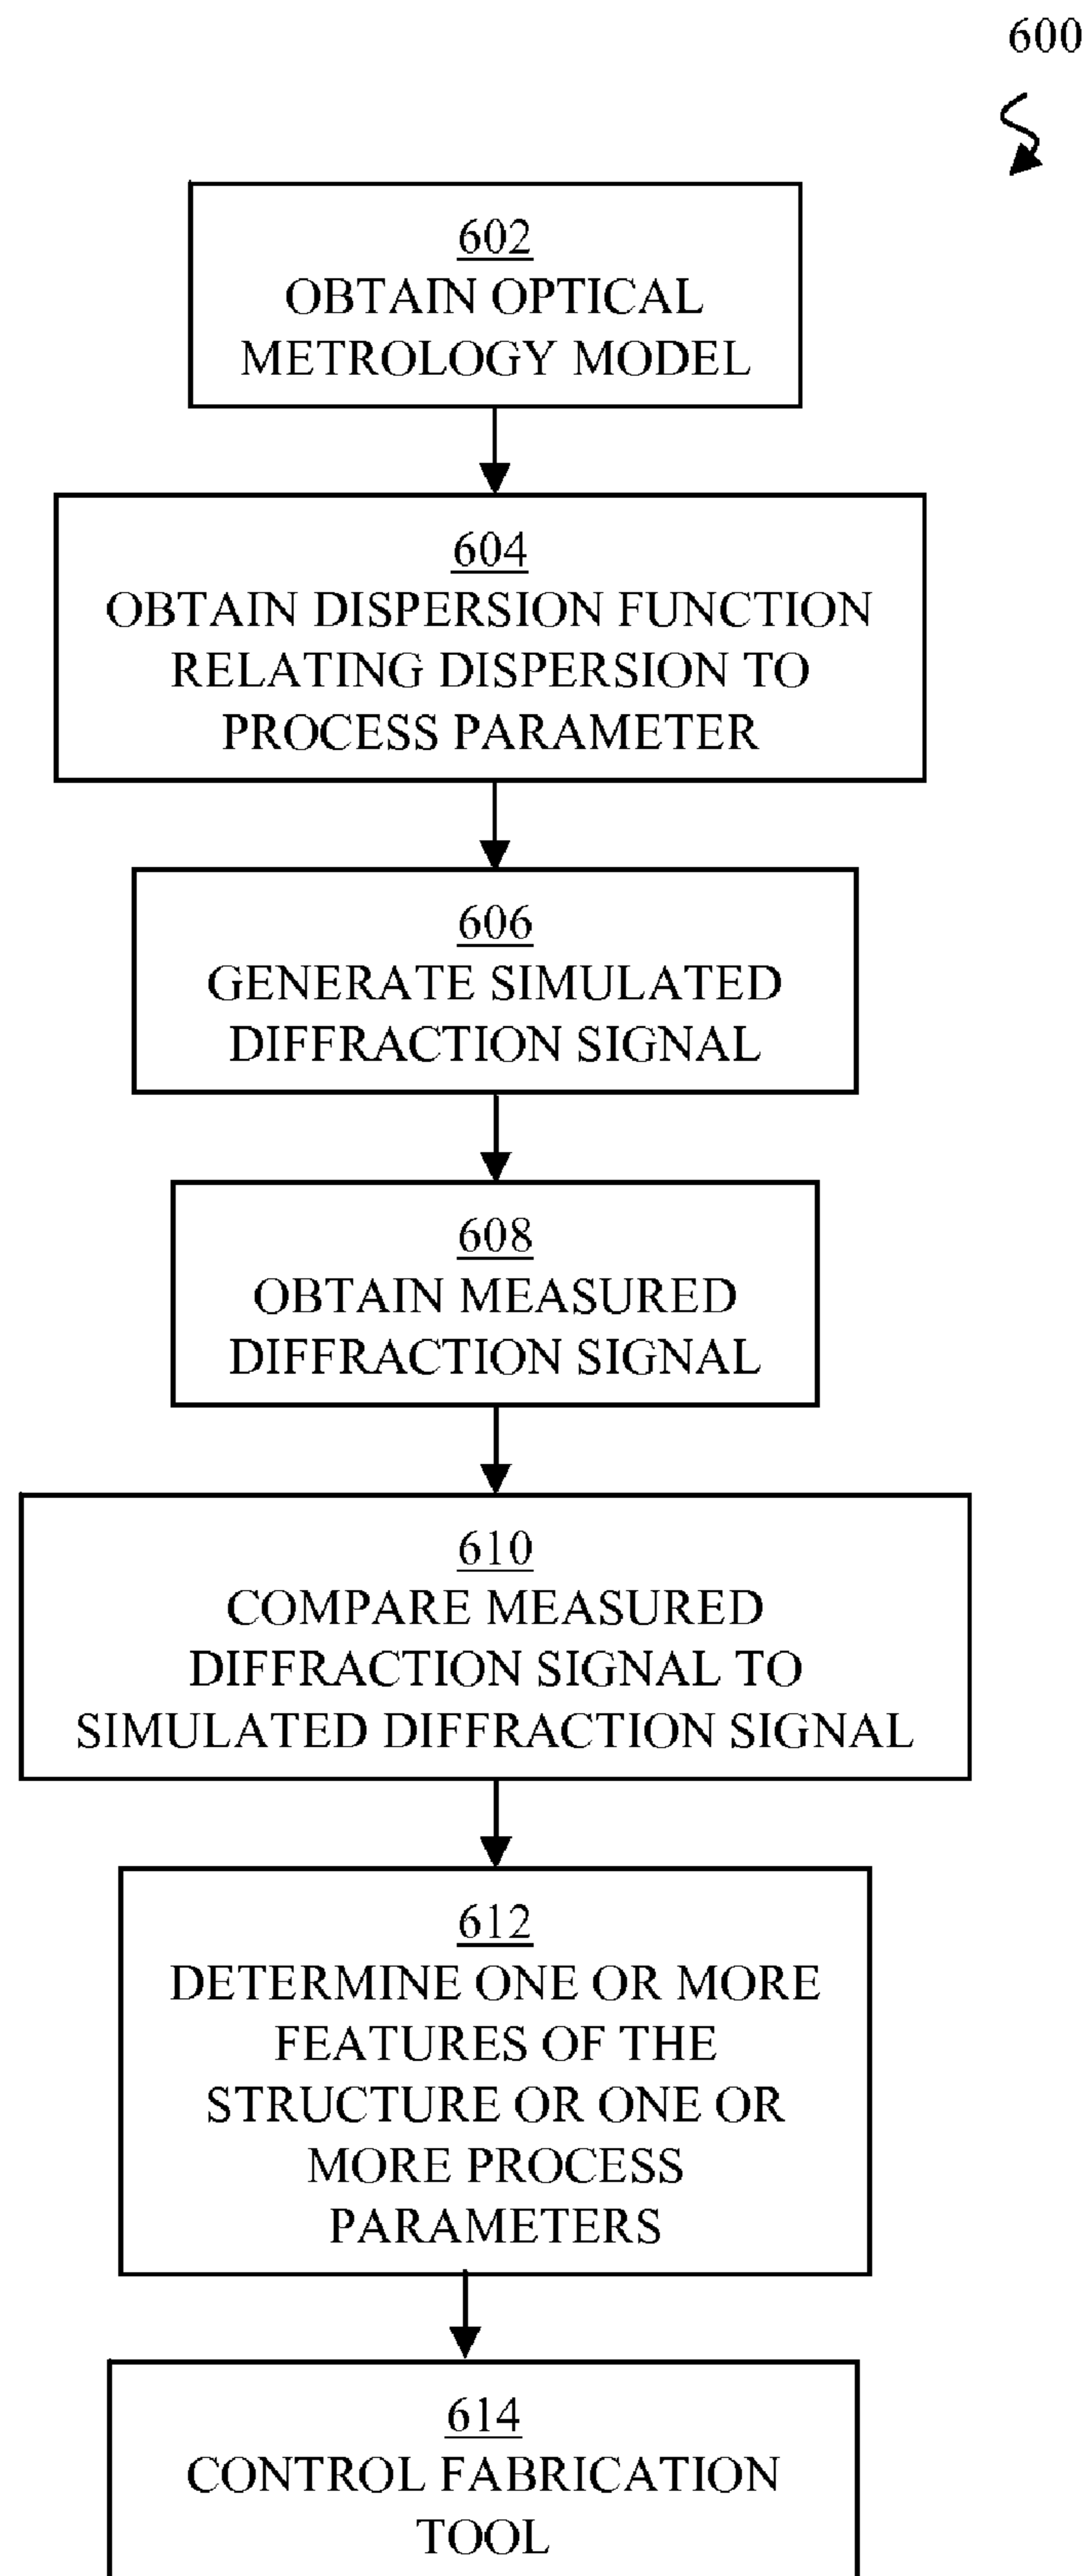 600
602
OBTAIN OPTICAL
METROLOGY MODEL
604
OBTAIN DISPERSION FUNCTION
RELATING DISPERSION TO
PROCESS PARAMETER
606
GENERATE SIMULATED
DIFFRACTION SIGNAL
608
OBTAIN MEASURED
DIFFRACTION SIGNAL
610
COMPARE MEASURED
DIFFRACTION SIGNAL TO
SIMULATED DIFFRACTION SIGNAL
612
DETERMINE ONE OR MORE
FEATURES OF THE
STRUCTURE OR ONE OR
MORE PROCESS
PARAMETERS
614
CONTROL FABRICATION
TOOL